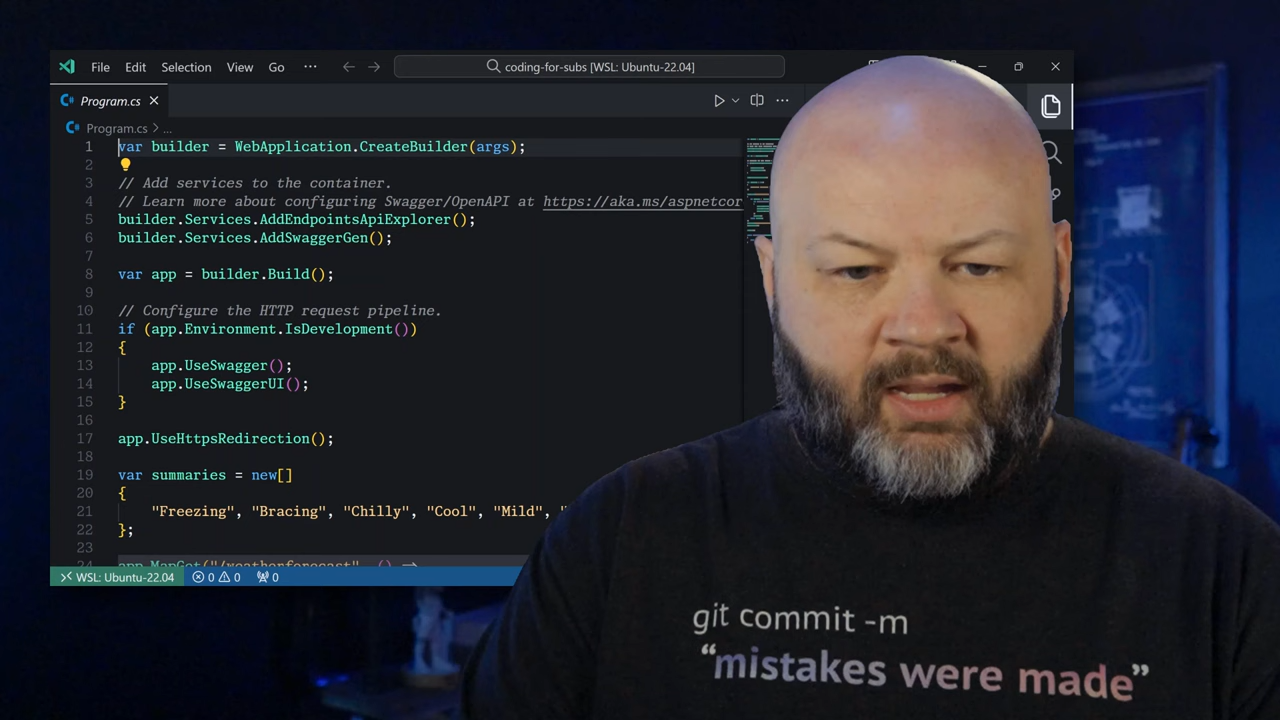 File Edit Selection View Go ··· coding-for-subs [WSL: Ubuntu-22.04]
Program.cs
Program.cs > ...
1 var builder = WebApplication.CreateBuilder(args);
2
3 // Add services to the container.
4 // Learn more about configuring Swagger/OpenAPI at https://aka.ms/aspnetcor
5 builder.Services.AddEndpointsApiExplorer();
6 builder.Services.AddSwaggerGen();
7
8 var app = builder.Build();
9
10 // Configure the HTTP request pipeline.
11 if (app.Environment.IsDevelopment())
12 {
13 app.UseSwagger();
14 app.UseSwaggerUI();
15 }
16
17 app.UseHttpsRedirection();
18
19 var summaries = new[]
20 {
21 "Freezing", "Bracing", "Chilly", "Cool", "Mild",
22 };
23
24 app.MapGet("/weatherforecast", () =>
WSL: Ubuntu-22.04 0 0 0
git commit -m
“mistakes were made”